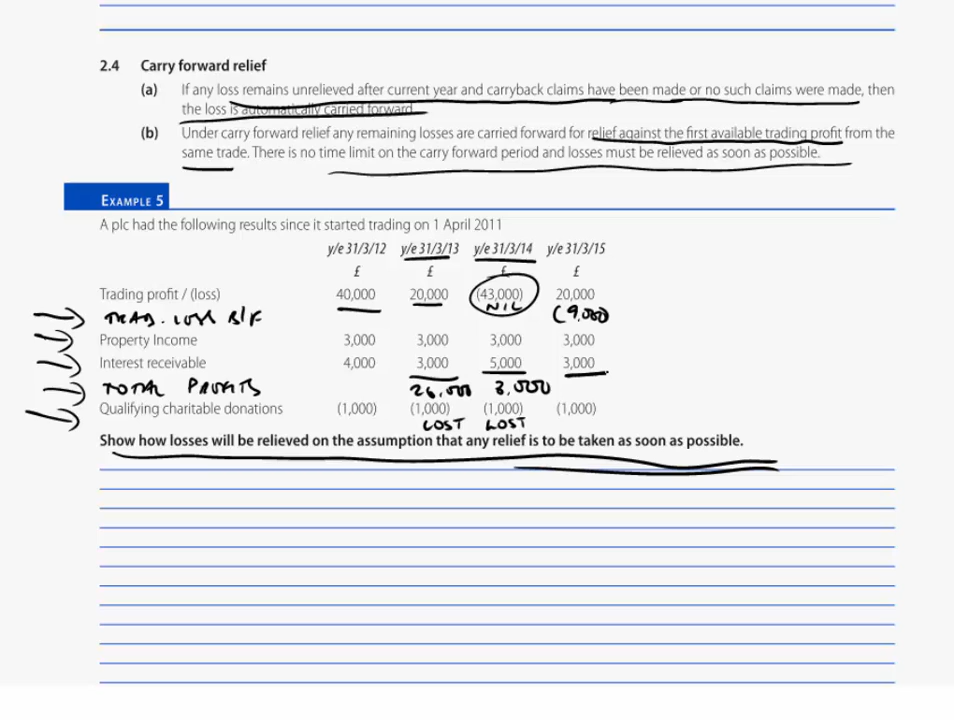 2.4 Carry forward relief
(a) If any loss remains unrelieved after current year and carryback claims have been made or no such claims were made, then
the loss is automatically carried forward.
(b) Under carry forward relief any remaining losses are carried forward for relief against the first available trading profit from the
same trade. There is no time limit on the carry forward period and losses must be relieved as soon as possible.
EXAMPLE 5
A plc had the following results since it started trading on 1 April 2011
y/e 31/3/12 y/e 31/3/13 y/e 31/3/14 y/e 31/3/15
£ £ £ £
Trading profit / (loss) 40,000 20,000 (43,000) 20,000
NIL
TRAD. LOSS B/F (9,000)
Property Income 3,000 3,000 3,000 3,000
Interest receivable 4,000 3,000 5,000 3,000
TOTAL PROFITS 26,000 8,000
Qualifying charitable donations (1,000) (1,000) (1,000) (1,000)
LOST LOST
Show how losses will be relieved on the assumption that any relief is to be taken as soon as possible.